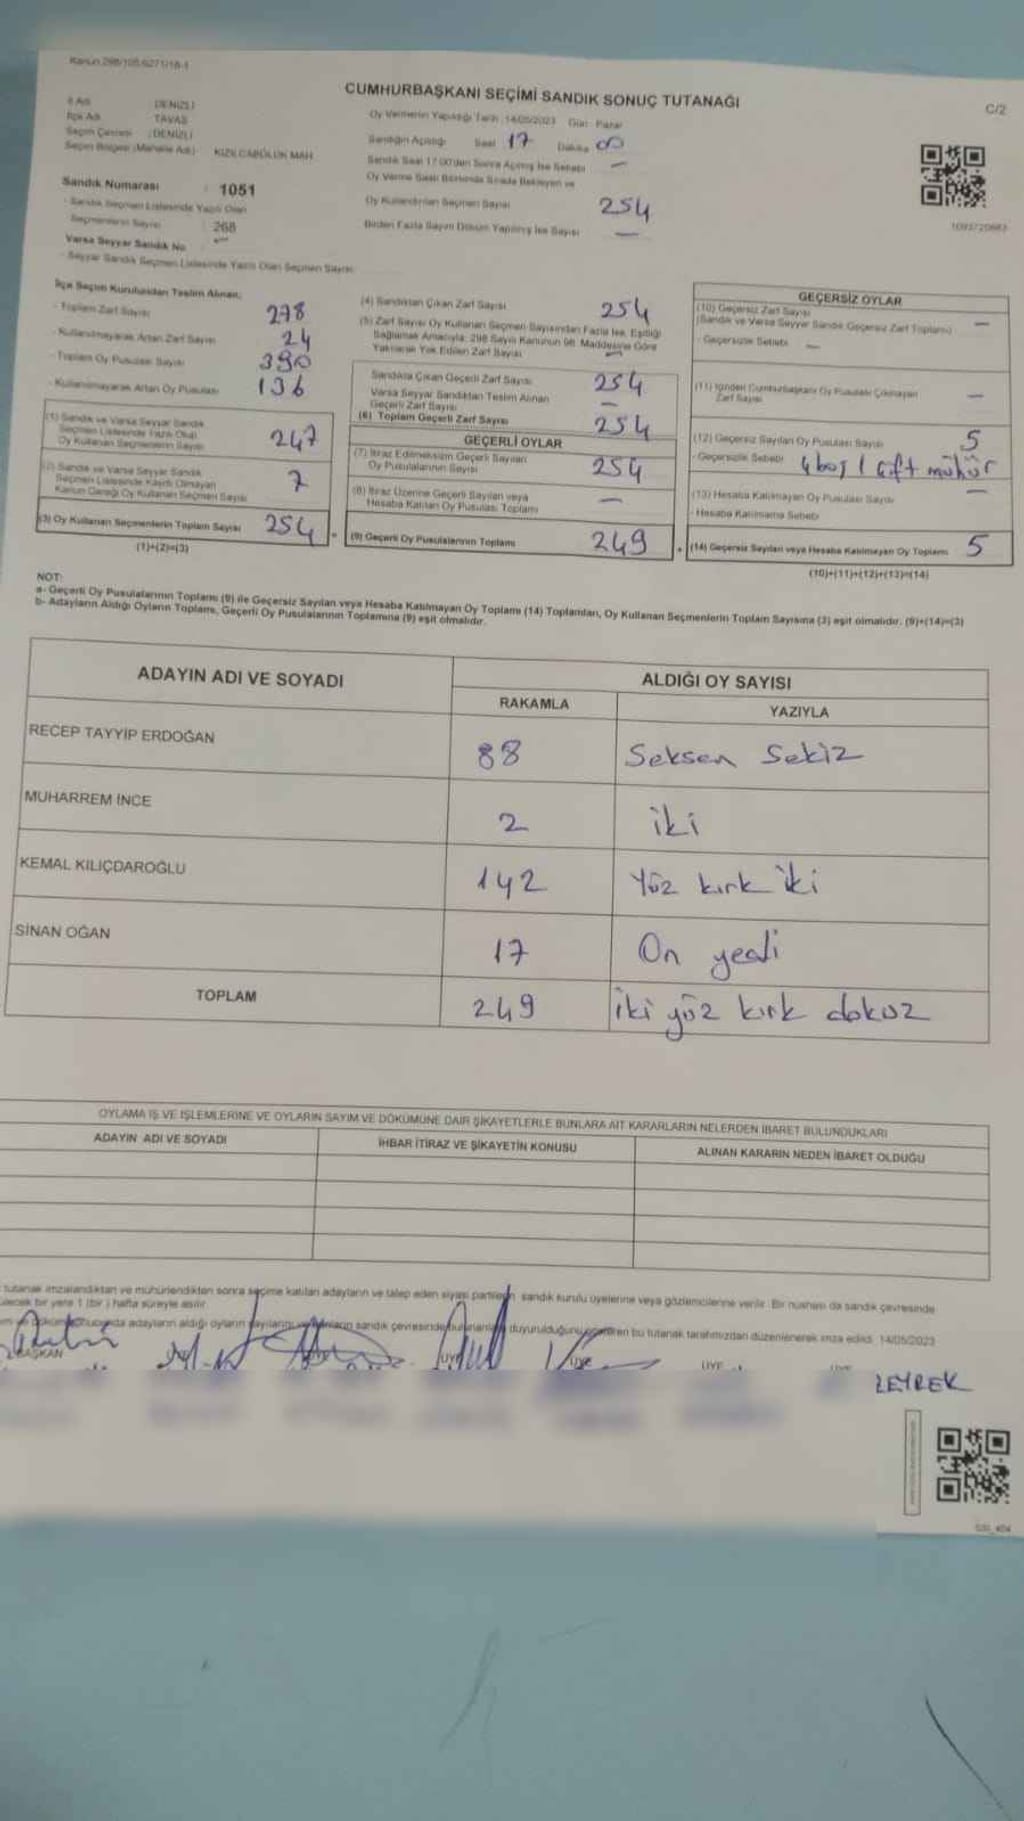 Kanun 298/105,6271/18-1
CUMHURBAŞKANI SEÇİMİ SANDIK SONUÇ TUTANAĞI
C/2
İl Adı : DENİZLİ
İlçe Adı : TAVAS
Seçim Çevresi : DENİZLİ
Seçim Bölgesi (Mahalle Adı) : KIZILCABÖLÜK MAH
Sandık Numarası : 1051
- Sandık Seçmen Listesinde Yazılı Olan
Seçmenlerin Sayısı : 268
Varsa Seyyar Sandık No
- Seyyar Sandık Seçmen Listesinde Yazılı Olan Seçmen Sayısı
Oy Vermenin Yapıldığı Tarih : 14/05/2023 Gün : Pazar
Sandığın Açıldığı Saat 17 Dakika 00
Sandık Saat 17.00'den Sonra Açılmış İse Sebebi —
Oy Verme Saati Bitiminde Sırada Bekleyen ve
Oy Kullandırılan Seçmen Sayısı 254
Birden Fazla Sayım Döküm Yapılmış İse Sayısı —
İlçe Seçim Kurulundan Teslim Alınan;
- Toplam Zarf Sayısı 278
- Kullanılmayarak Artan Zarf Sayısı 24
- Toplam Oy Pusulası Sayısı 390
- Kullanılmayarak Artan Oy Pusulası 136
(1) Sandık ve Varsa Seyyar Sandık
Seçmen Listesinde Yazılı Olup
Oy Kullanan Seçmenlerin Sayısı 247
(2) Sandık ve Varsa Seyyar Sandık
Seçmen Listesinde Kayıtlı Olmayan
Kanun Gereği Oy Kullanan Seçmen Sayısı 7
(3) Oy Kullanan Seçmenlerin Toplam Sayısı 254
(1)+(2)=(3)
(4) Sandıktan Çıkan Zarf Sayısı 254
(5) Zarf Sayısı Oy Kullanan Seçmen Sayısından Fazla İse, Eşitliği
Sağlamak Amacıyla; 298 Sayılı Kanunun 98. Maddesine Göre
Yakılarak Yok Edilen Zarf Sayısı —
Sandıkta Çıkan Geçerli Zarf Sayısı 254
Varsa Seyyar Sandıktan Teslim Alınan
Geçerli Zarf Sayısı —
(6) Toplam Geçerli Zarf Sayısı 254
GEÇERLİ OYLAR
(7) İtiraz Edilmeksizin Geçerli Sayılan
Oy Pusulalarının Sayısı 254
(8) İtiraz Üzerine Geçerli Sayılan veya
Hesaba Katılan Oy Pusulası Toplamı —
(9) Geçerli Oy Pusulalarının Toplamı 249
GEÇERSİZ OYLAR
(10) Geçersiz Zarf Sayısı
(Sandık ve Varsa Seyyar Sandık Geçersiz Zarf Toplamı) —
- Geçersizlik Sebebi —
(11) İçinden Cumhurbaşkanı Oy Pusulası Çıkmayan
Zarf Sayısı —
(12) Geçersiz Sayılan Oy Pusulası Sayısı 5
- Geçersizlik Sebebi 4 boş 1 çift mühür
(13) Hesaba Katılmayan Oy Pusulası Sayısı —
- Hesaba Katılmama Sebebi
(14) Geçersiz Sayılan veya Hesaba Katılmayan Oy Toplamı 5
(10)+(11)+(12)+(13)=(14)
NOT:
a- Geçerli Oy Pusulalarının Toplamı (9) ile Geçersiz Sayılan veya Hesaba Katılmayan Oy Toplamı (14) Toplamları, Oy Kullanan Seçmenlerin Toplam Sayısına (3) eşit olmalıdır. (9)+(14)=(3)
b- Adayların Aldığı Oyların Toplamı, Geçerli Oy Pusulalarının Toplamına (9) eşit olmalıdır.
ADAYIN ADI VE SOYADI
ALDIĞI OY SAYISI
RAKAMLA YAZIYLA
RECEP TAYYİP ERDOĞAN 88 Seksen Sekiz
MUHARREM İNCE 2 iki
KEMAL KILIÇDAROĞLU 142 Yüz kırk iki
SİNAN OĞAN 17 On yedi
TOPLAM 249 İki yüz kırk dokuz
OYLAMA İŞ VE İŞLEMLERİNE VE OYLARIN SAYIM VE DÖKÜMÜNE DAİR ŞİKAYETLERLE BUNLARA AİT KARARLARIN NELERDEN İBARET BULUNDUKLARI
ADAYIN ADI VE SOYADI İHBAR İTİRAZ VE ŞİKAYETİN KONUSU ALINAN KARARIN NEDEN İBARET OLDUĞU
tutanak imzalandıktan ve mühürlendikten sonra seçime katılan adayların ve talep eden siyasi partilerin sandık kurulu üyelerine veya gözlemcilerine verilir. Bir nüshası da sandık çevresinde
bir yere 1 (bir) hafta süreyle asılır.
adayların aldığı oyların sandık çevresinde duyurulduğunu bu tutanak tarafımızdan düzenlenerek imza edildi. 14/05/2023
BAŞKAN ÜYE ÜYE ÜYE
ZEYREK